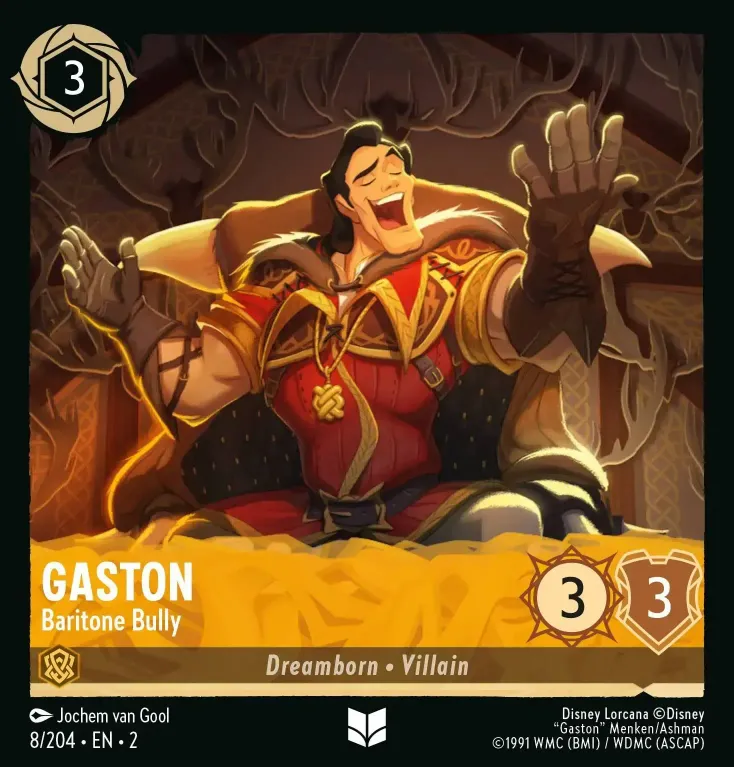 3
GASTON
Baritone Bully
3
3
Dreamborn • Villain
Jochem van Gool
8/204 • EN • 2
Disney Lorcana ©Disney
“Gaston” Menken/Ashman
©1991 WMC (BMI) / WDMC (ASCAP)